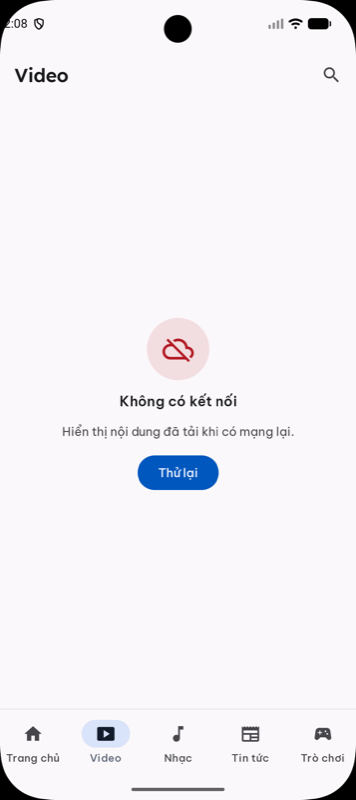 2:08
Video
Không có kết nối
Hiển thị nội dung đã tải khi có mạng lại.
Thử lại
Trang chủ
Video
Nhạc
Tin tức
Trò chơi